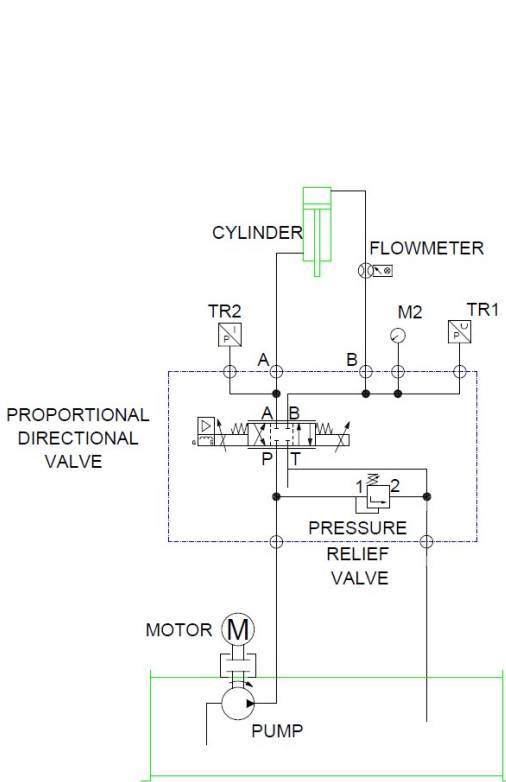 CYLINDER
FLOWMETER
TR2
M2
TR1
A
B
PROPORTIONAL
DIRECTIONAL
VALVE
A B
P T
1 2
PRESSURE
RELIEF
VALVE
MOTOR
M
PUMP